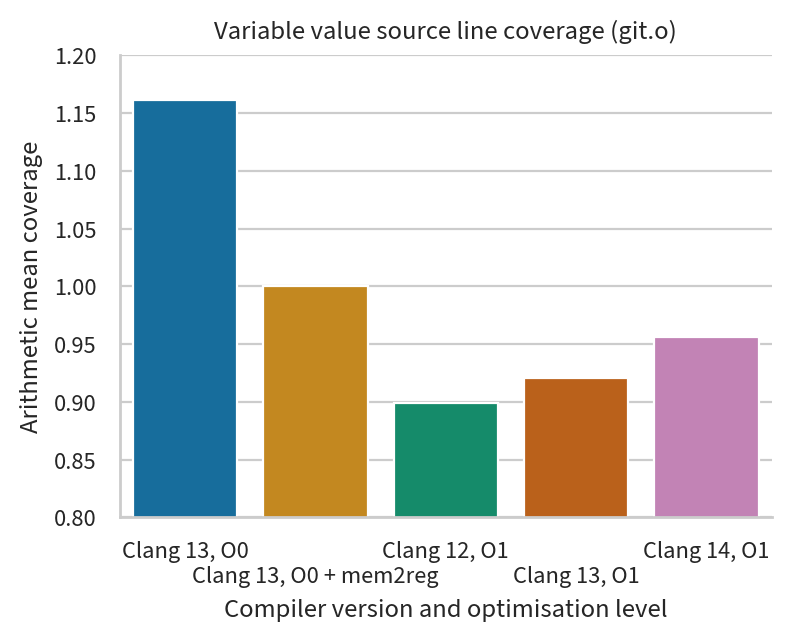 Variable value source line coverage (git.o)
Arithmetic mean coverage
1.20
1.15
1.10
1.05
1.00
0.95
0.90
0.85
0.80
Clang 13, O0
Clang 12, O1
Clang 14, O1
Clang 13, O0 + mem2reg
Clang 13, O1
Compiler version and optimisation level